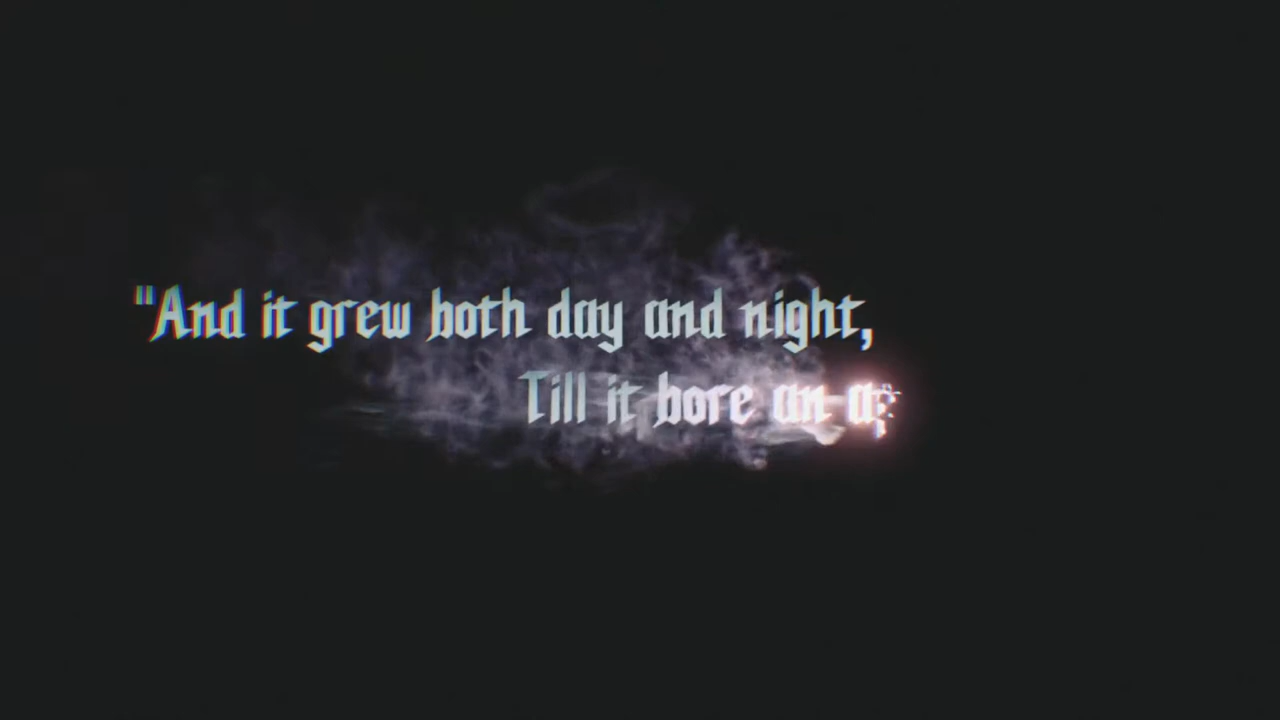 "And it grew both day and night,
Till it bore an